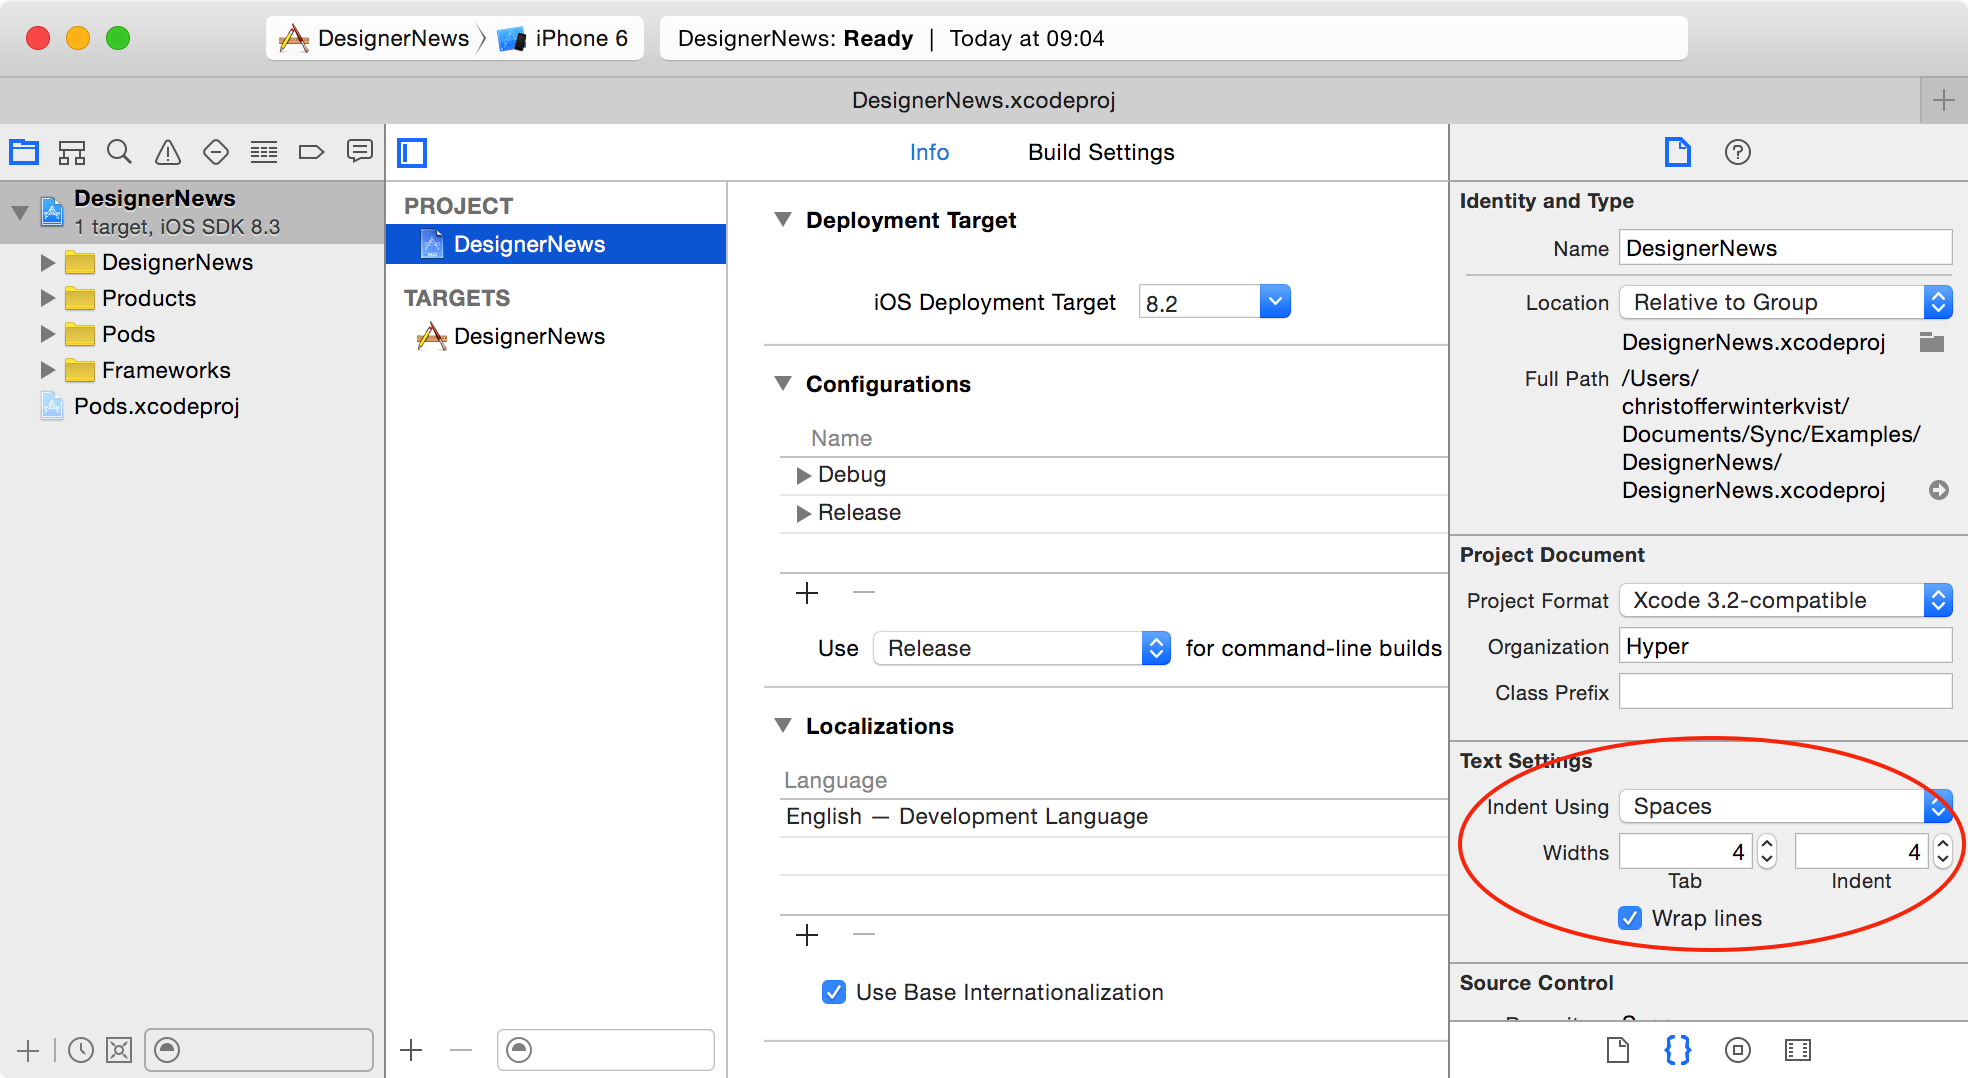 DesignerNews
iPhone 6
DesignerNews: Ready | Today at 09:04
DesignerNews.xcodeproj
Info
Build Settings
DesignerNews
1 target, iOS SDK 8.3
DesignerNews
Products
Pods
Frameworks
Pods.xcodeproj
PROJECT
DesignerNews
TARGETS
DesignerNews
Deployment Target
iOS Deployment Target 8.2
Configurations
Name
Debug
Release
Use Release for command-line builds
Localizations
Language
English — Development Language
Use Base Internationalization
Identity and Type
Name DesignerNews
Location Relative to Group
DesignerNews.xcodeproj
Full Path /Users/
christofferwinterkvist/
Documents/Sync/Examples/
DesignerNews/
DesignerNews.xcodeproj
Project Document
Project Format Xcode 3.2-compatible
Organization Hyper
Class Prefix
Text Settings
Indent Using Spaces
Widths 4 4
Tab Indent
Wrap lines
Source Control